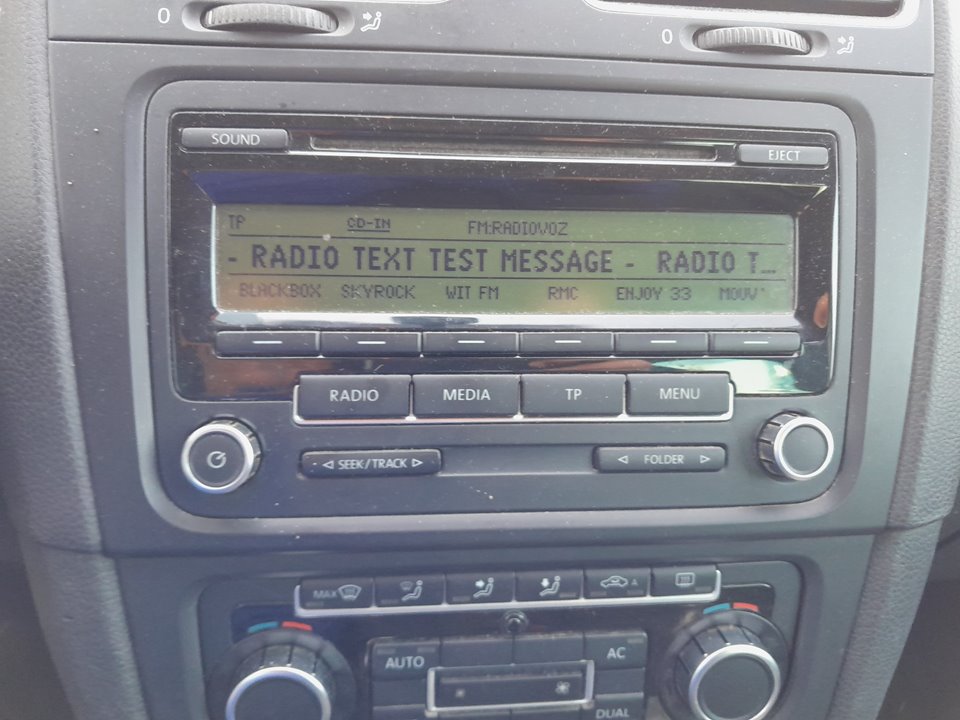 0
0
SOUND
EJECT
TP CD-IN FM:RADIOVOZ
- RADIO TEXT TEST MESSAGE - RADIO T...
BLACKBOX SKYROCK WIT FM RMC ENJOY 33 MOUV'
RADIO MEDIA TP MENU
SEEK/TRACK
FOLDER
MAX
A
AUTO
AC
DUAL